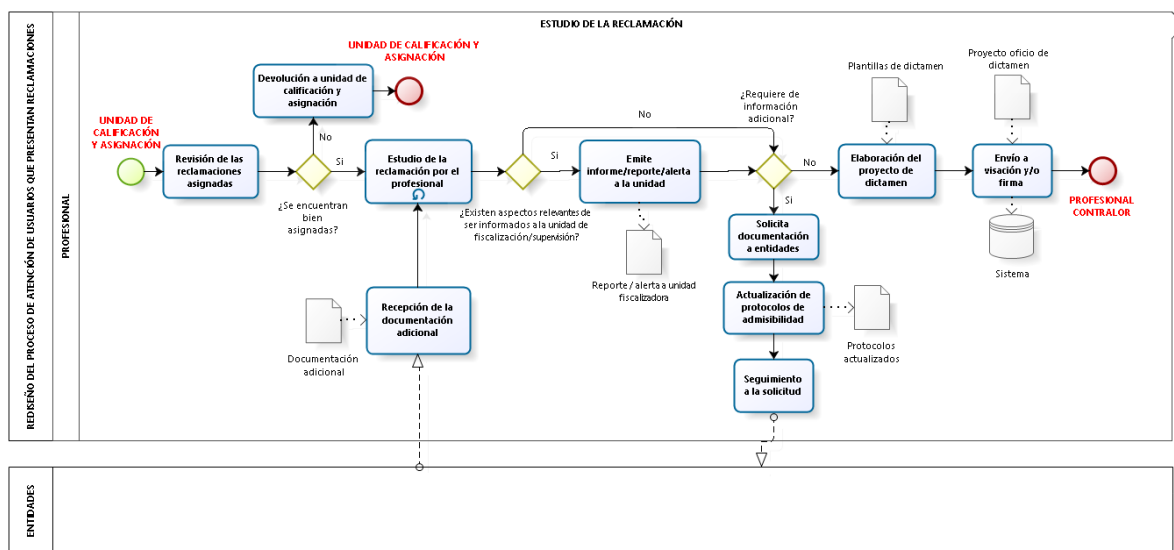 ESTUDIO DE LA RECLAMACIÓN
REDISEÑO DEL PROCESO DE ATENCIÓN DE USUARIOS QUE PRESENTAN RECLAMACIONES
PROFESIONAL
UNIDAD DE
CALIFICACIÓN
Y ASIGNACIÓN
Revisión de las
reclamaciones
asignadas
¿Se encuentran
bien
asignadas?
No
Si
Devolución a unidad de
calificación y
asignación
UNIDAD DE CALIFICACIÓN Y
ASIGNACIÓN
Estudio de la
reclamación por el
profesional
¿Existen aspectos relevantes de
ser informados a la unidad de
fiscalización/supervisión?
No
Si
Emite
informe/reporte/alerta
a la unidad
Reporte / alerta a unidad
fiscalizadora
¿Requiere de
información
adicional?
No
Si
Plantillas de dictamen
Elaboración del
proyecto de
dictamen
Proyecto oficio de
dictamen
Envío a
visación y/o
firma
Sistema
PROFESIONAL
CONTRALOR
Solicita
documentación
a entidades
Actualización de
protocolos de
admisibilidad
Protocolos
actualizados
Seguimiento
a la solicitud
Recepción de la
documentación
adicional
Documentación
adicional
ENTIDADES